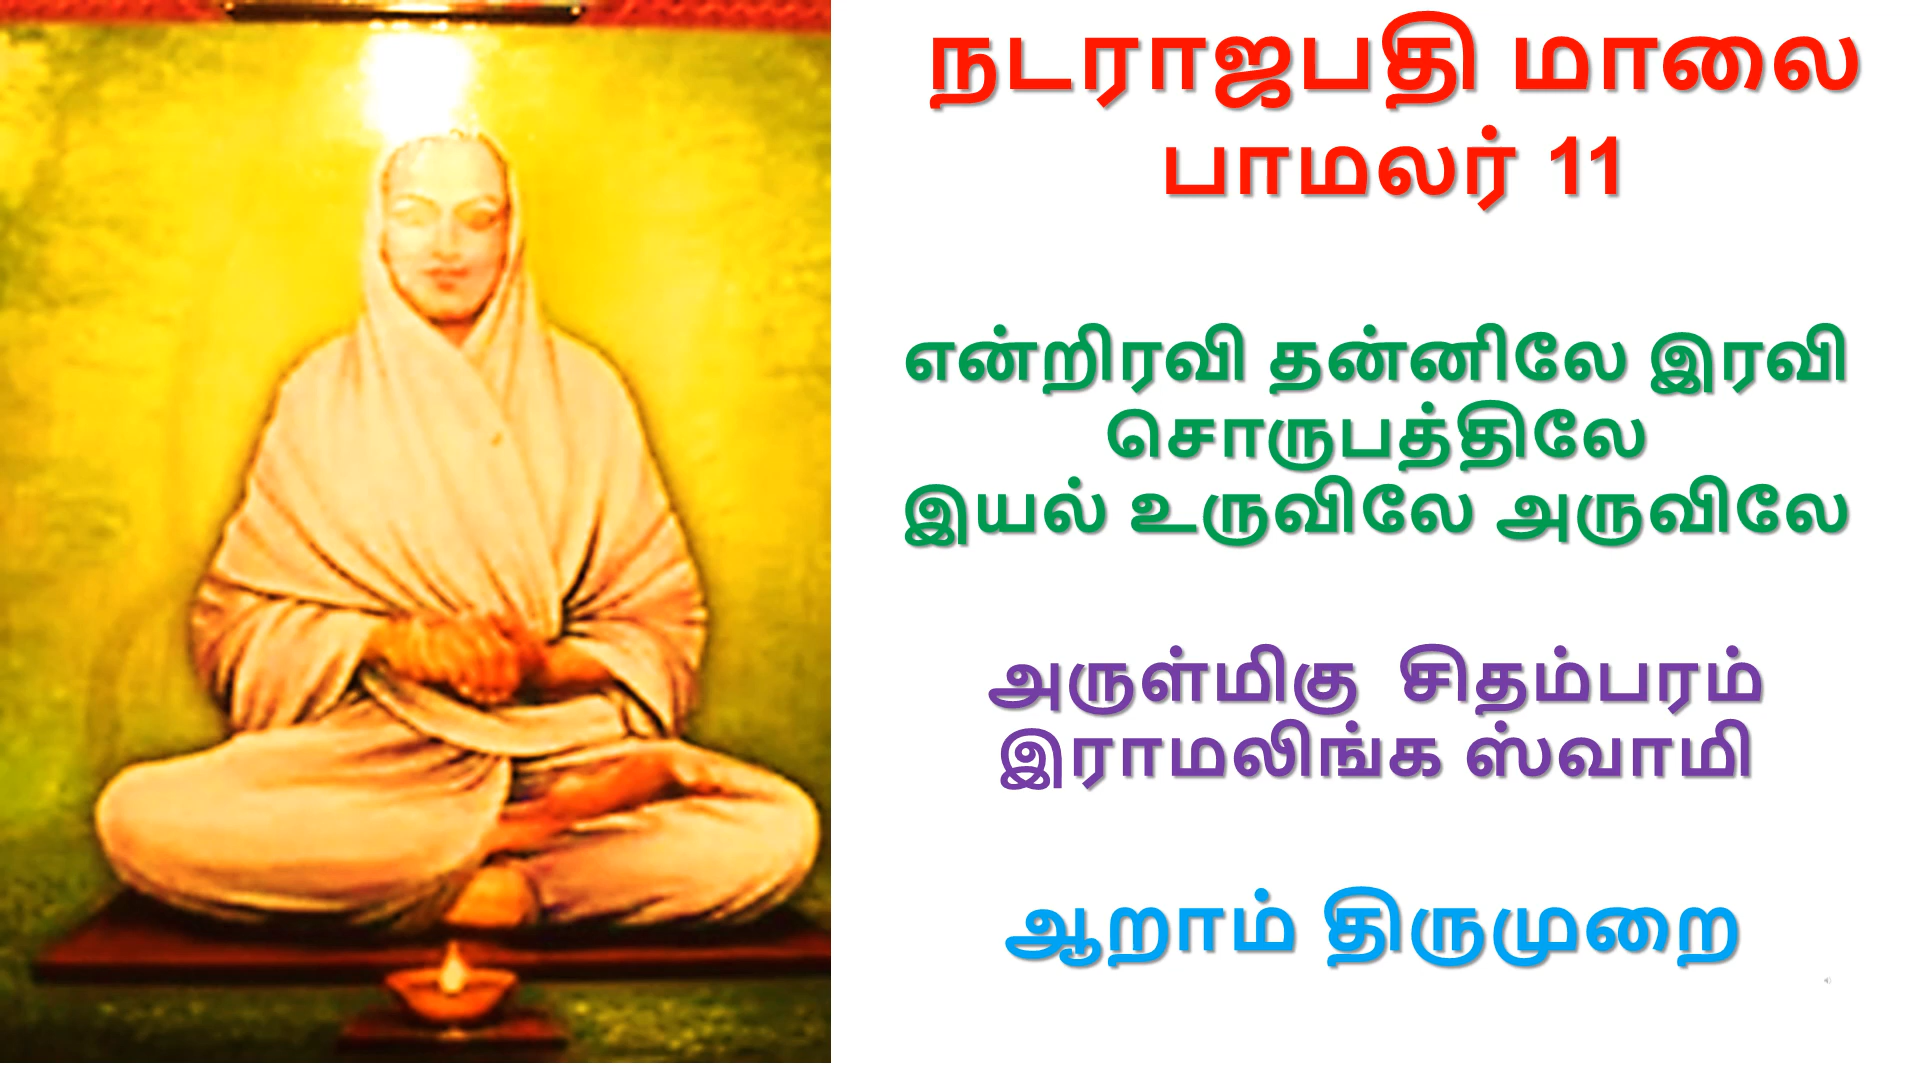 நடராஜபதி மாலை
பாமலர் 11
என்றிரவி தன்னிலே இரவி
சொருபத்திலே
இயல் உருவிலே அருவிலே
அருள்மிகு சிதம்பரம்
இராமலிங்க ஸ்வாமி
ஆறாம் திருமுறை